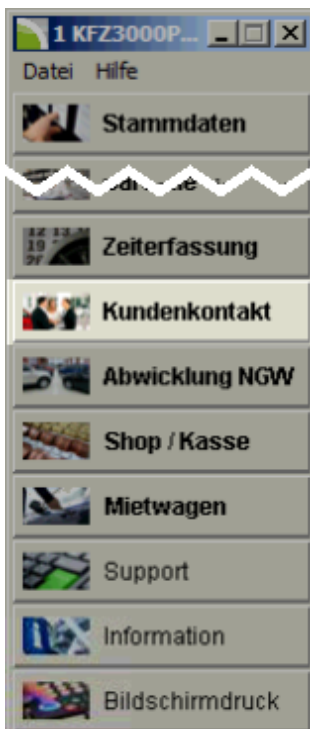 1 KFZ3000P...
Datei Hilfe
Stammdaten
Zeiterfassung
Kundenkontakt
Abwicklung NGW
Shop / Kasse
Mietwagen
Support
Information
Bildschirmdruck